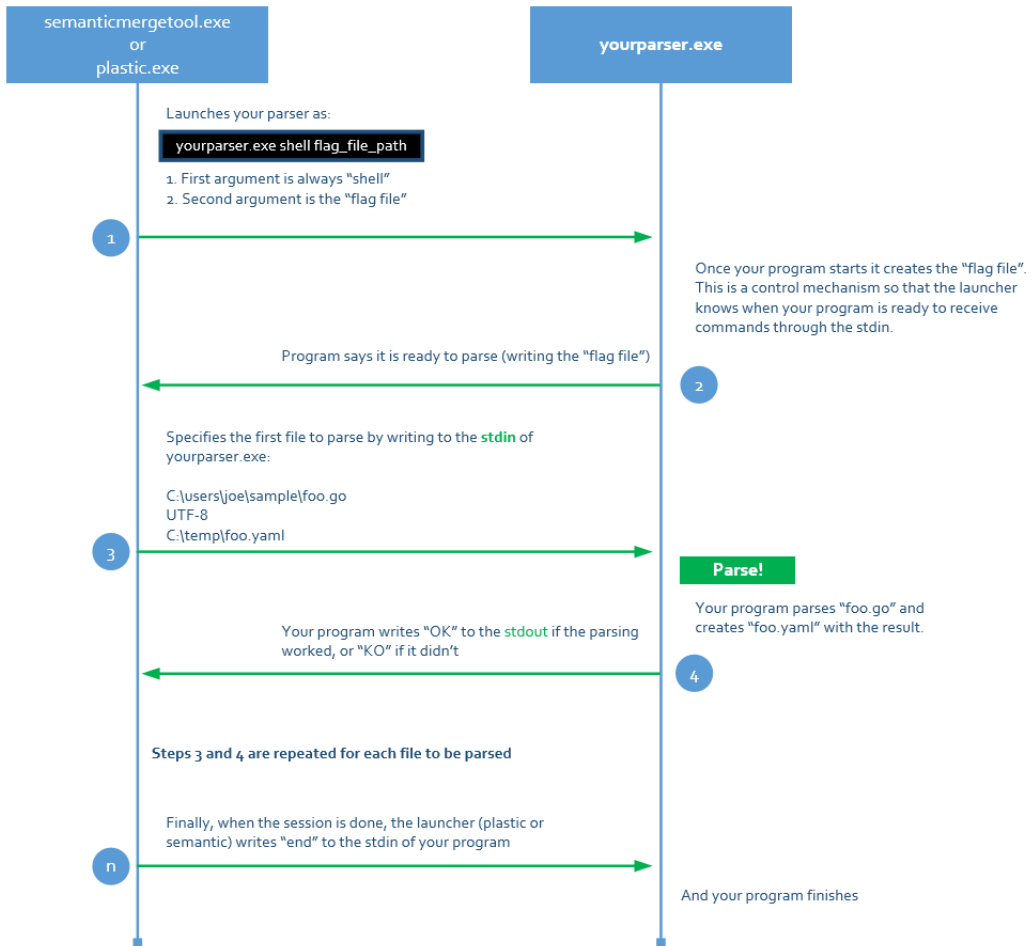 semanticmergetool.exe
or
plastic.exe
yourparser.exe
Launches your parser as:
yourparser.exe shell flag_file_path
1. First argument is always “shell”
2. Second argument is the “flag file”
1
Once your program starts it creates the “flag file”.
This is a control mechanism so that the launcher
knows when your program is ready to receive
commands through the stdin.
Program says it is ready to parse (writing the “flag file”)
2
Specifies the first file to parse by writing to the stdin of
yourparser.exe:
C:\users\joe\sample\foo.go
UTF-8
C:\temp\foo.yaml
3
Parse!
Your program parses “foo.go” and
creates “foo.yaml” with the result.
Your program writes “OK” to the stdout if the parsing
worked, or “KO” if it didn’t
4
Steps 3 and 4 are repeated for each file to be parsed
Finally, when the session is done, the launcher (plastic or
semantic) writes “end” to the stdin of your program
n
And your program finishes